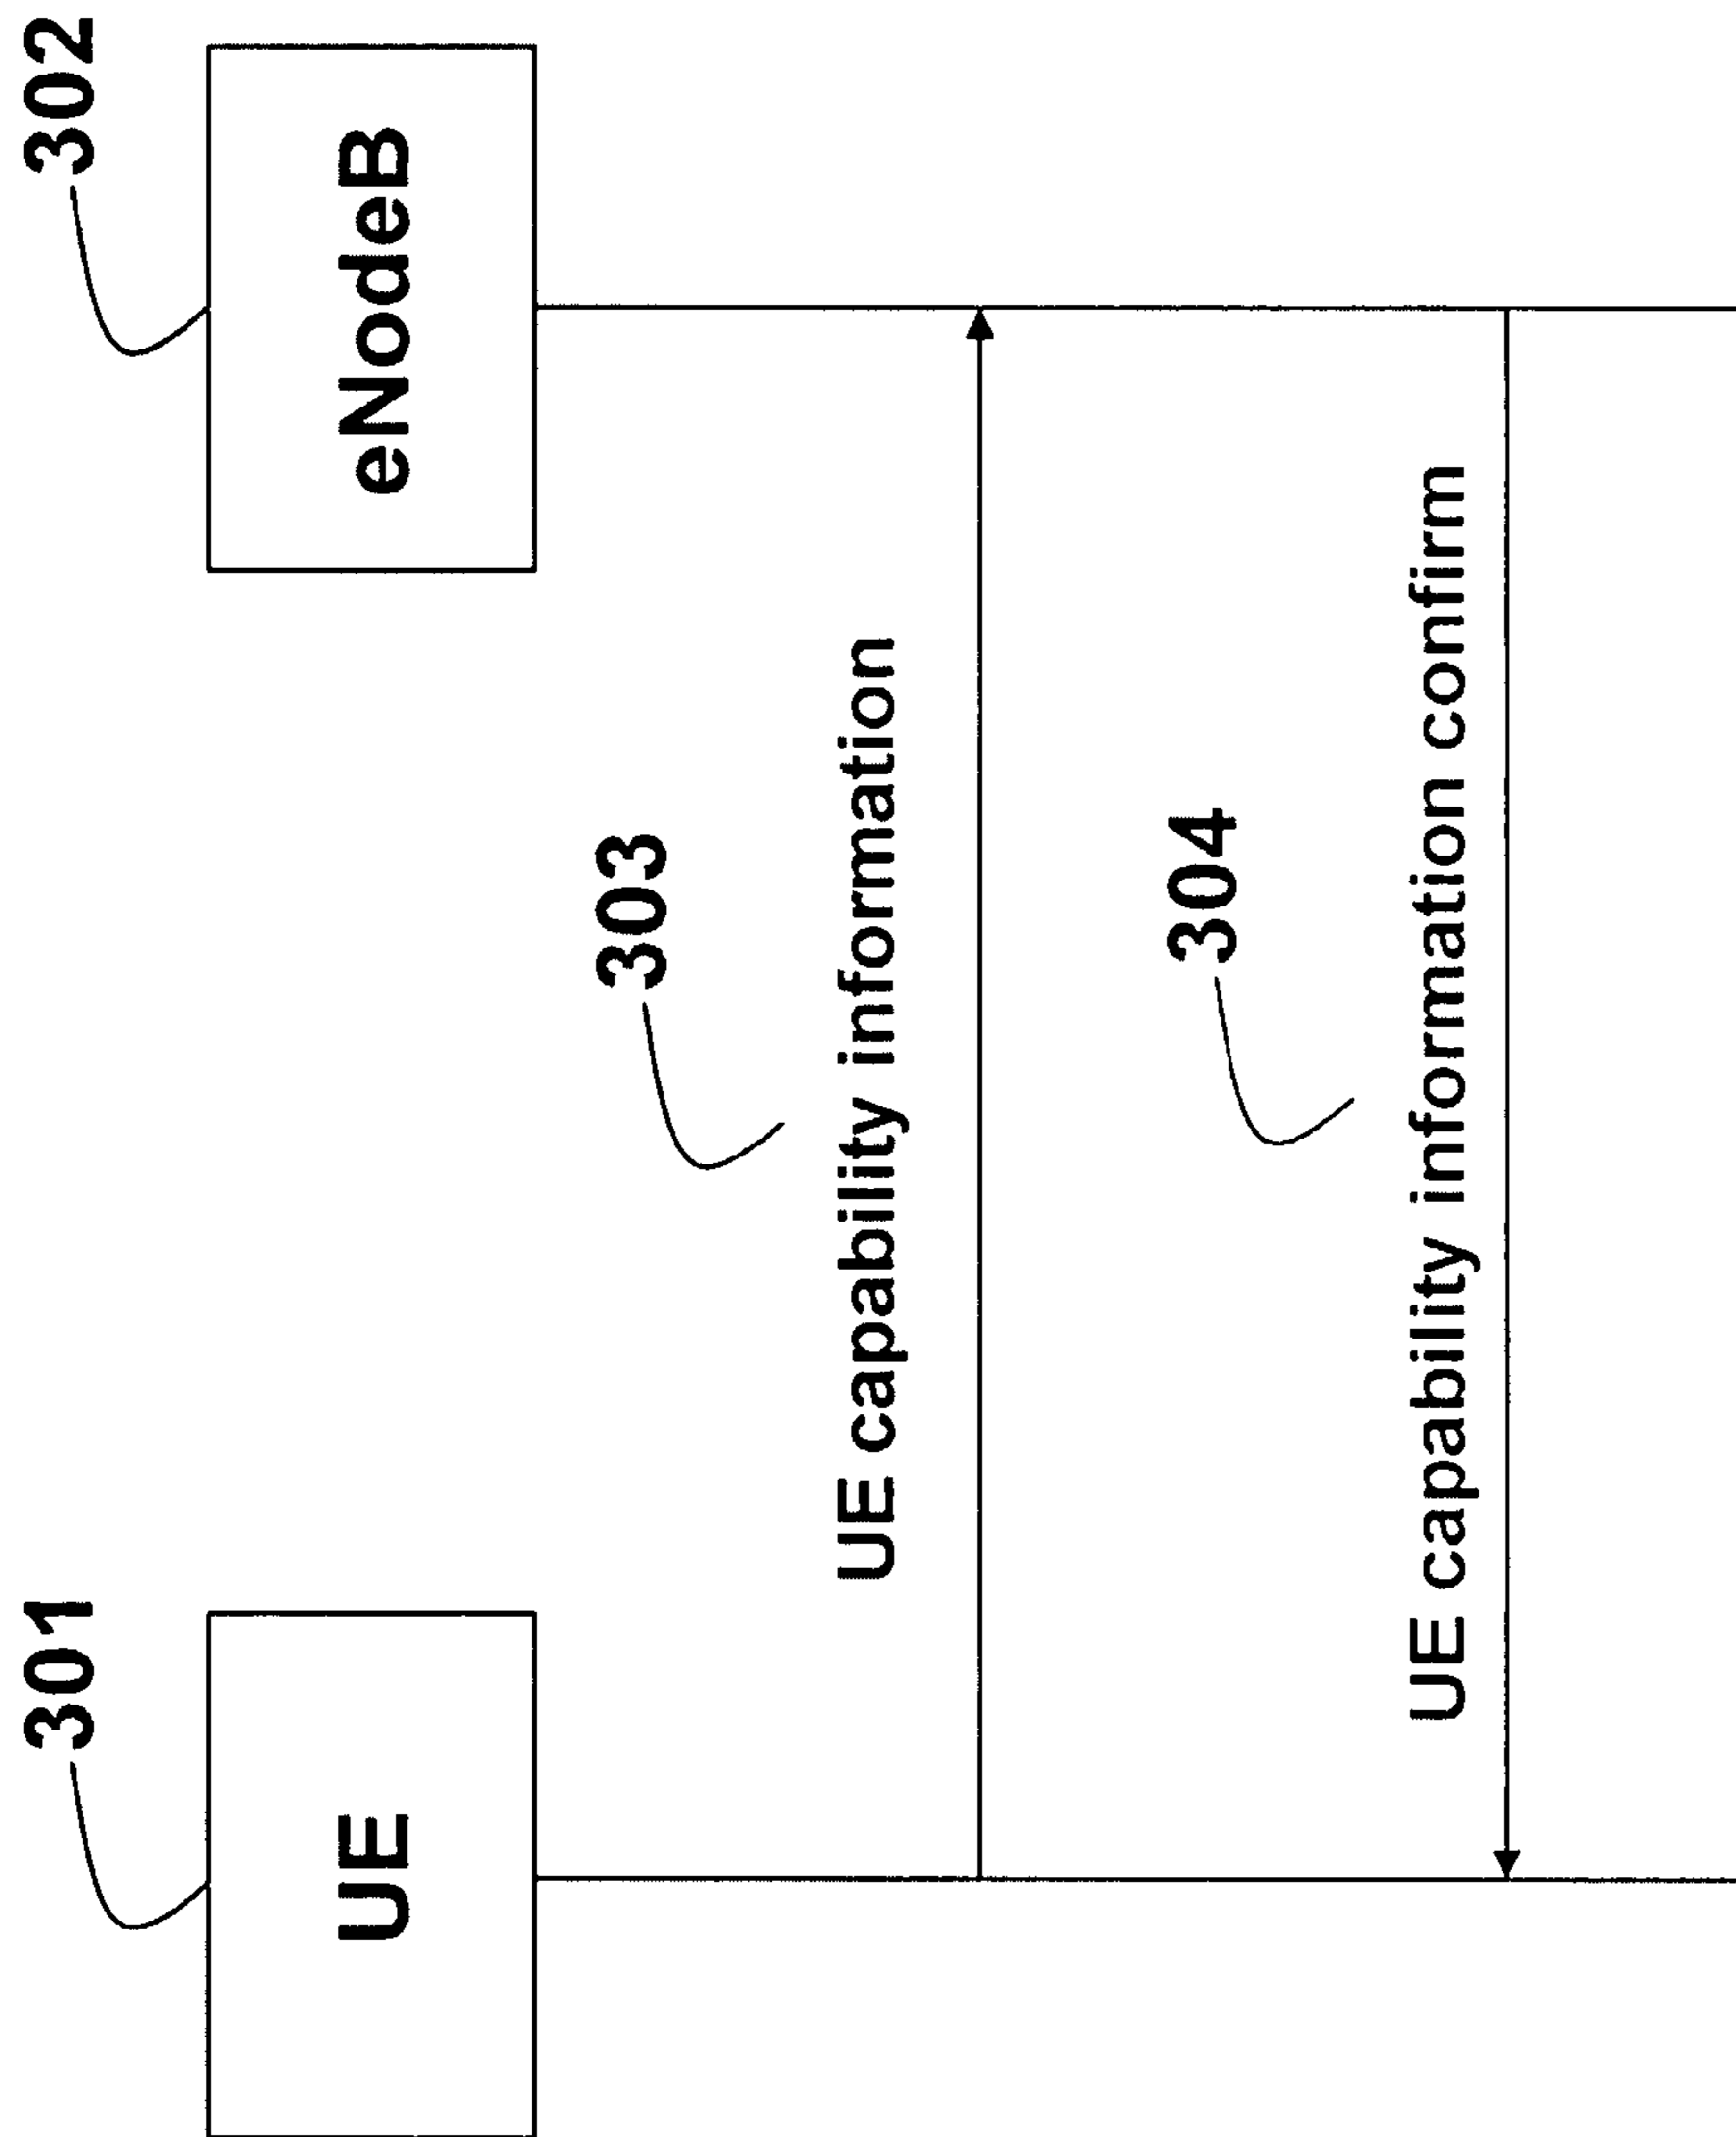 301
302
UE
eNodeB
303
UE capability information
304
UE capability information confirm